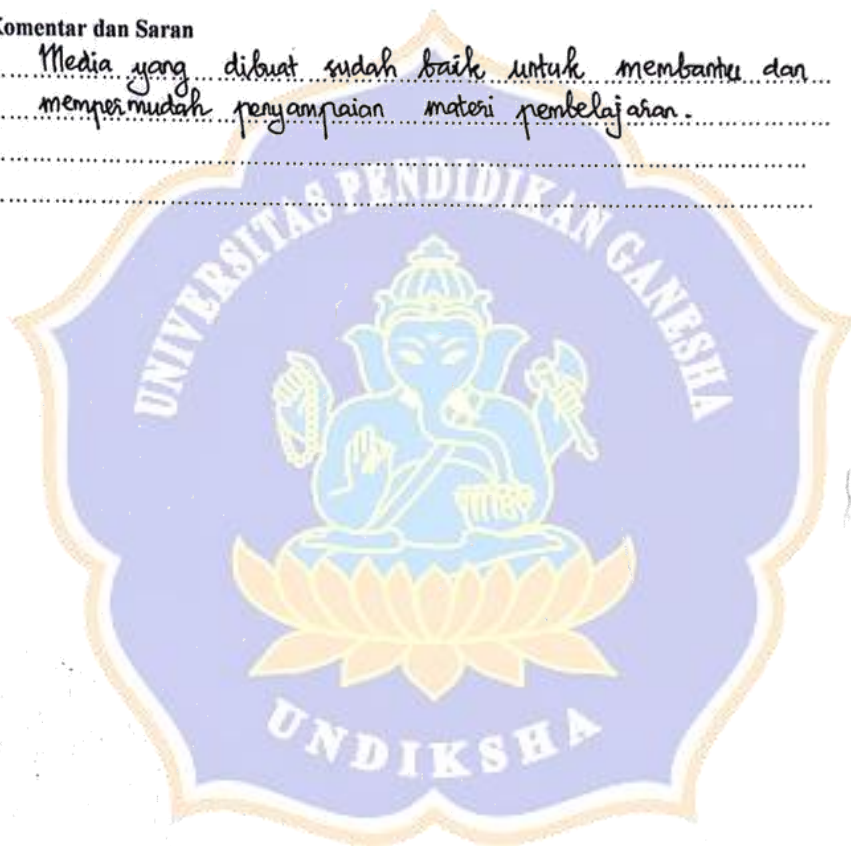 Komentar dan Saran
Media yang dibuat sudah baik untuk membantu dan
mempermudah penyampaian materi pembelajaran.
UNIVERSITAS PENDIDIKAN GANESHA
UNDIKSHA